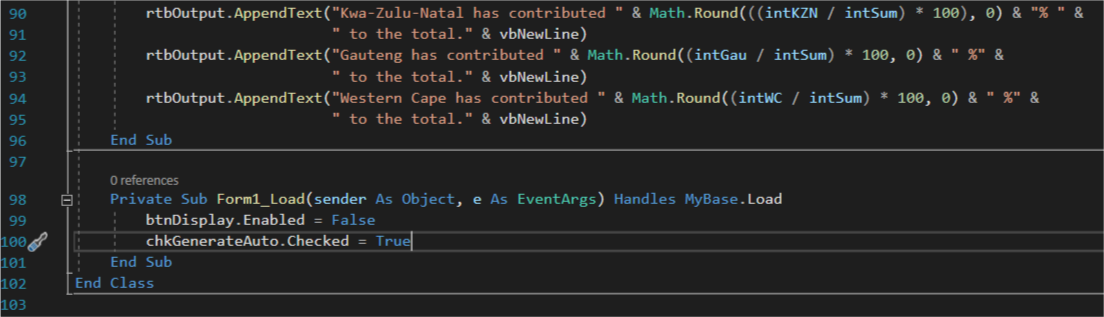 90 rtbOutput.AppendText("Kwa-Zulu-Natal has contributed " & Math.Round(((intKZN / intSum) * 100), 0) & "% " &
91 " to the total." & vbNewLine)
92 rtbOutput.AppendText("Gauteng has contributed " & Math.Round((intGau / intSum) * 100, 0) & " %" &
93 " to the total." & vbNewLine)
94 rtbOutput.AppendText("Western Cape has contributed " & Math.Round((intWC / intSum) * 100, 0) & " %" &
95 " to the total." & vbNewLine)
96 End Sub
97
0 references
98 Private Sub Form1_Load(sender As Object, e As EventArgs) Handles MyBase.Load
99 btnDisplay.Enabled = False
100 chkGenerateAuto.Checked = True
101 End Sub
102 End Class
103